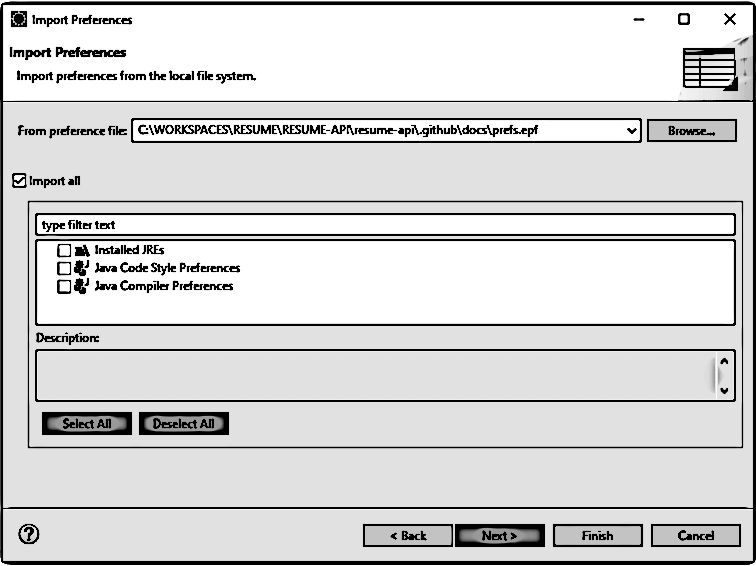 Import Preferences
Import Preferences
Import preferences from the local file system.
From preference file: C:\WORKSPACES\RESUME\RESUME-API\resume-api\.github\docs\prefs.epf Browse...
Import all
type filter text
Installed JREs
Java Code Style Preferences
Java Compiler Preferences
Description:
Select All Deselect All
? < Back Next > Finish Cancel